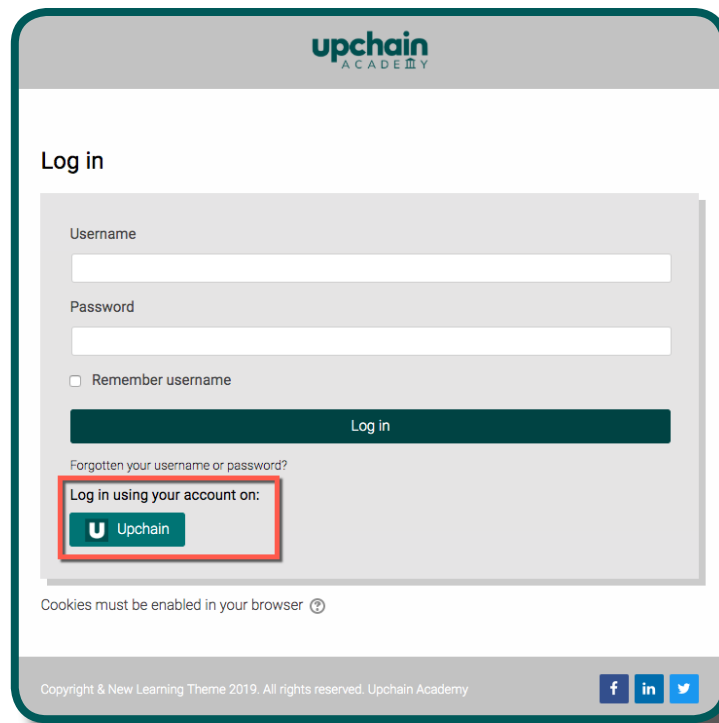 upchain
ACADEMY
Log in
Username
Password
Remember username
Log in
Forgotten your username or password?
Log in using your account on:
U Upchain
Cookies must be enabled in your browser ?
Copyright & New Learning Theme 2019. All rights reserved. Upchain Academy f in